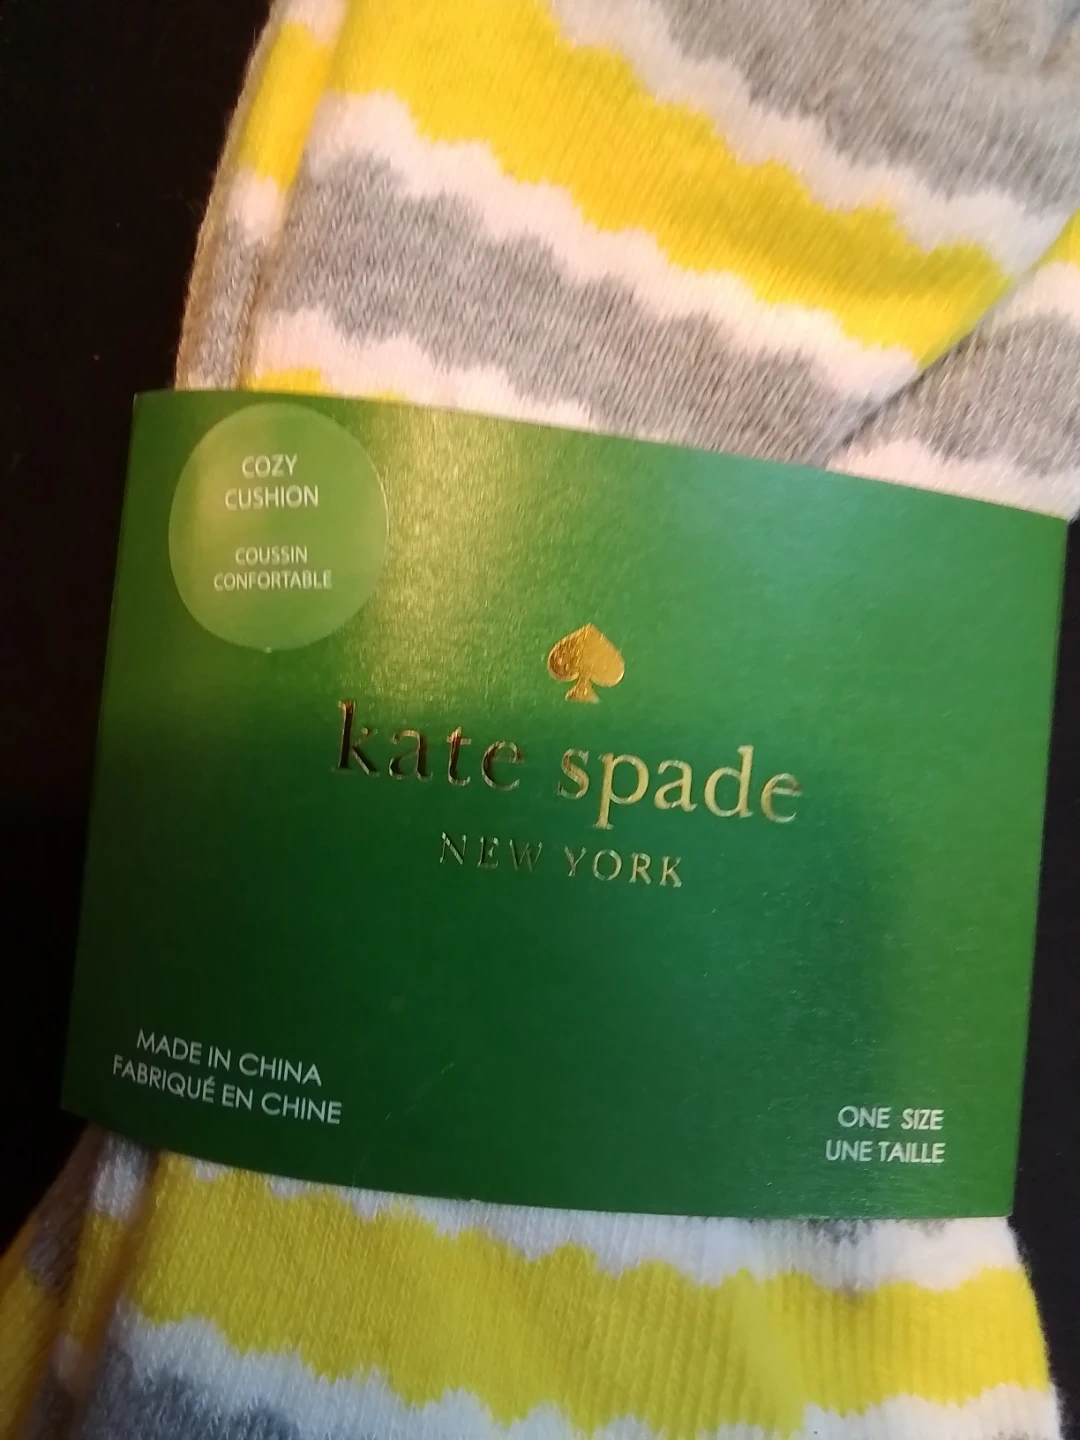 COZY
CUSHION
COUSSIN
CONFORTABLE
kate spade
NEW YORK
MADE IN CHINA
FABRIQUÉ EN CHINE
ONE SIZE
UNE TAILLE